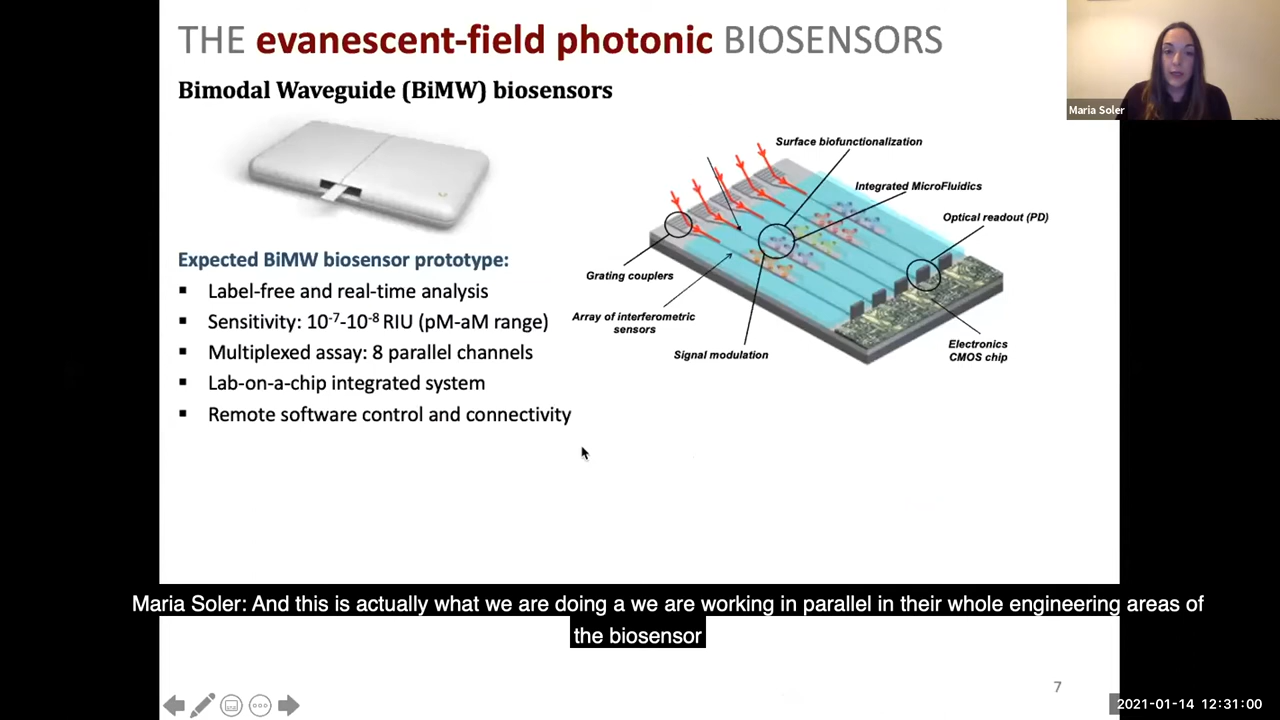 THE evanescent-field photonic BIOSENSORS
Bimodal Waveguide (BiMW) biosensors
Maria Soler
Surface biofunctionalization
Integrated MicroFluidics
Optical readout (PD)
Grating couplers
Array of interferometric
sensors
Signal modulation
Electronics
CMOS chip
Expected BiMW biosensor prototype:
▪ Label-free and real-time analysis
▪ Sensitivity: 10⁻⁷-10⁻⁸ RIU (pM-aM range)
▪ Multiplexed assay: 8 parallel channels
▪ Lab-on-a-chip integrated system
▪ Remote software control and connectivity
Maria Soler: And this is actually what we are doing a we are working in parallel in their whole engineering areas of
the biosensor
7
2021-01-14 12:31:00